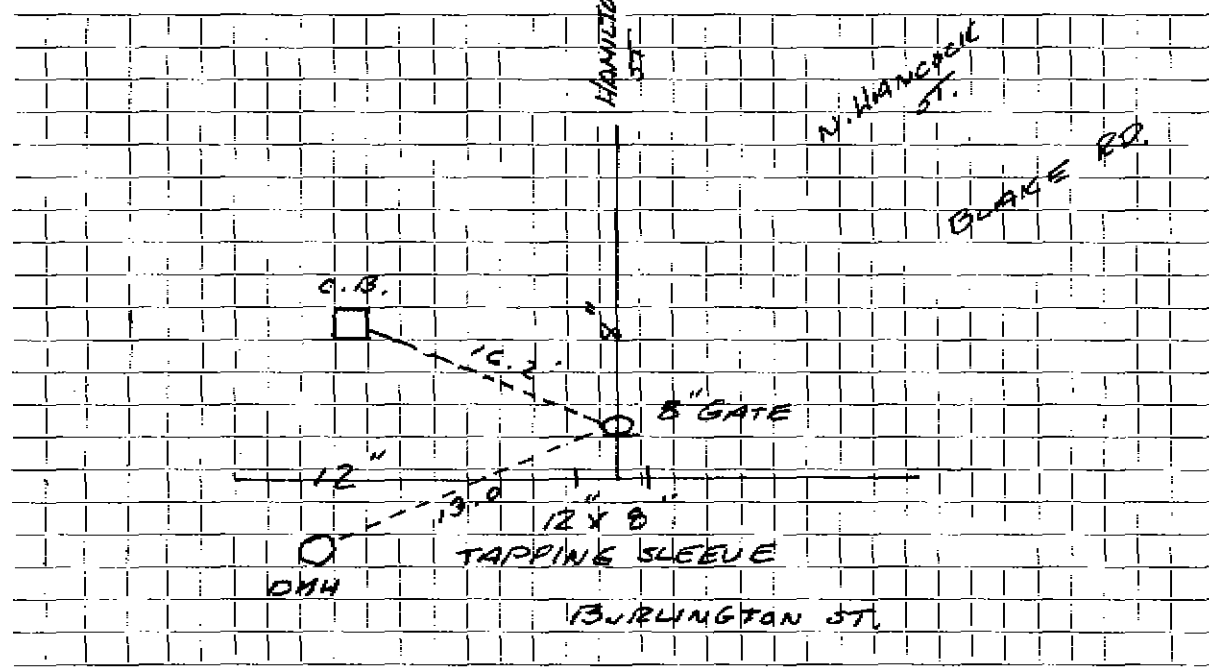 HAMILTO
ST
N. HANCOCK
ST.
BLAKE RD.
C.B.
16.2'
8"
8" GATE
12"
13.0
12" X 8"
TAPPING SLEEVE
DMH
BURLINGTON ST.